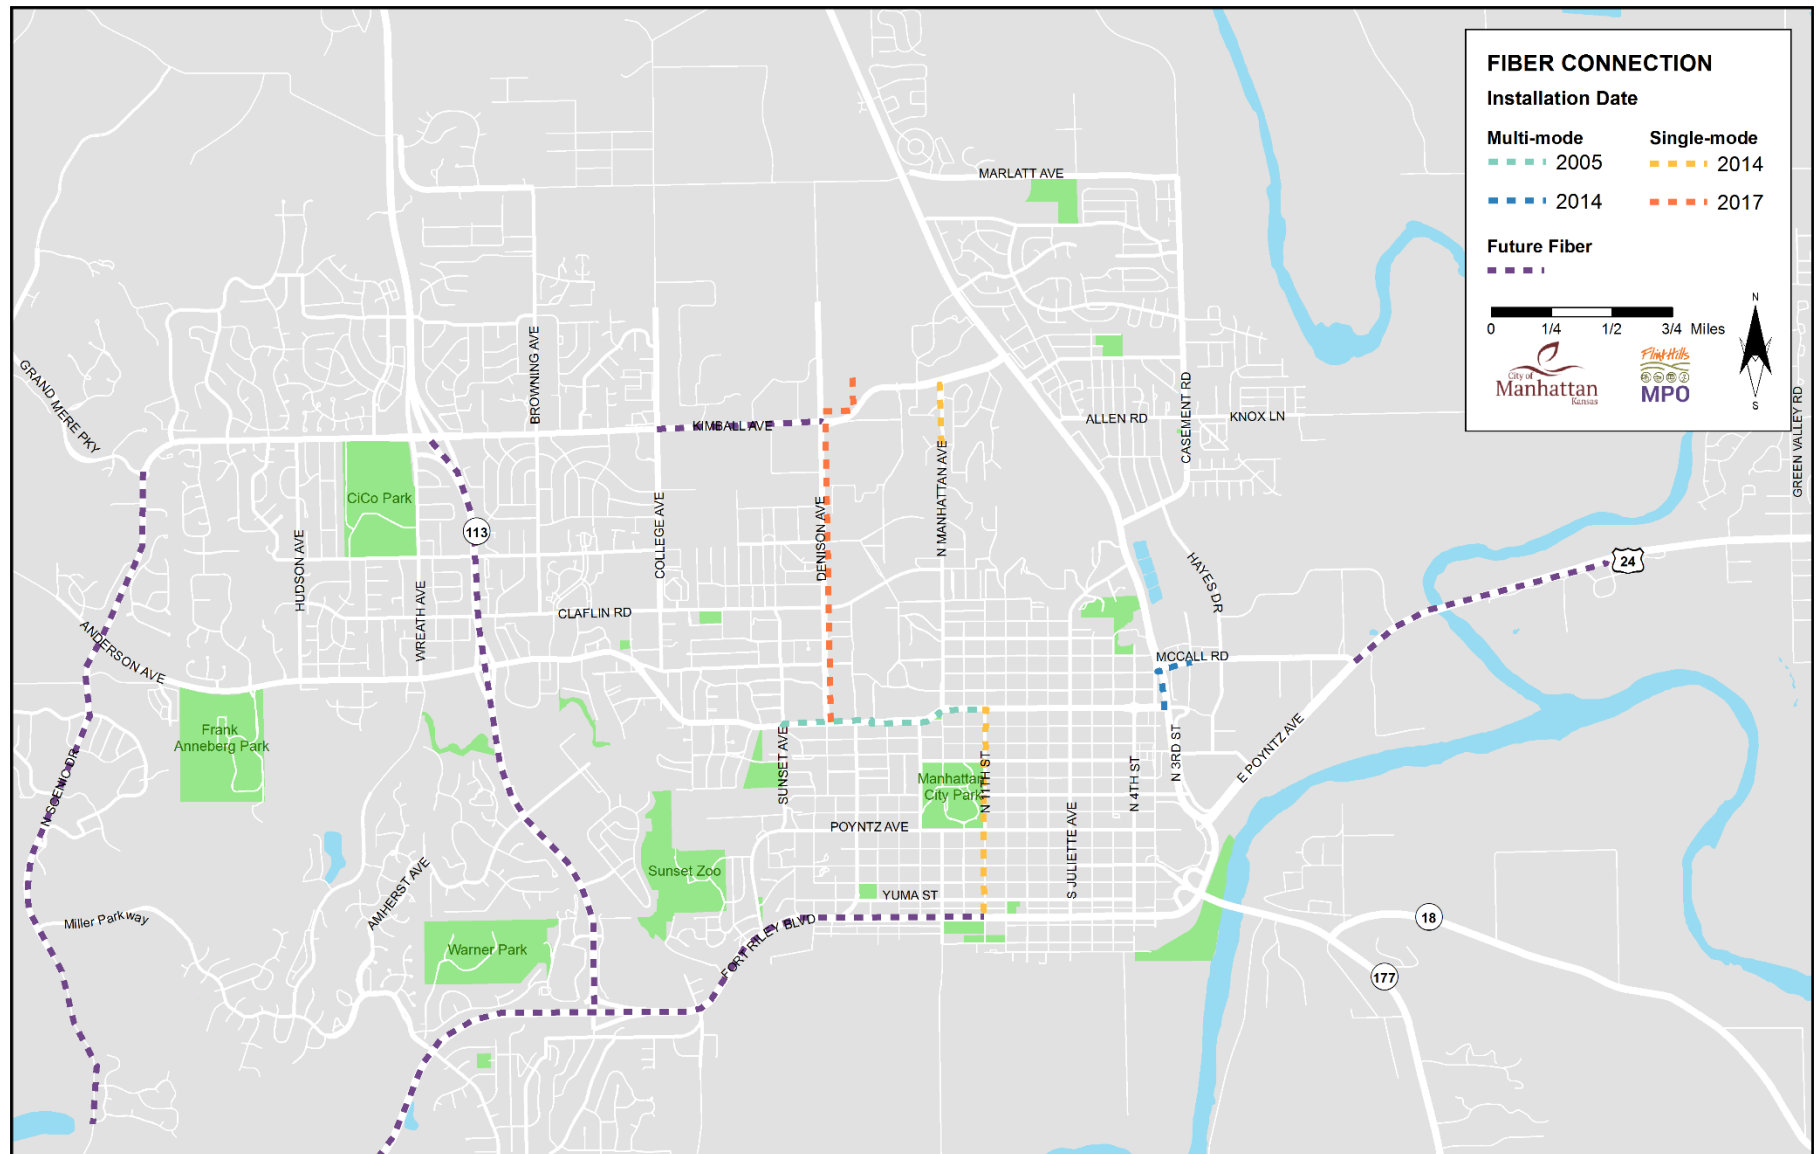 FIBER CONNECTION
Installation Date
Multi-mode
Single-mode
2005
2014
2014
2017
Future Fiber
0 1/4 1/2 3/4 Miles
N
S
City of
Manhattan
Kansas
Flint Hills
MPO
MARLATT AVE
GRAND MERE PKY
BROWNING AVE
KIMBALL AVE
ALLEN RD
KNOX LN
CASEMENT RD
GREEN VALLEY RD
CiCo Park
113
HUDSON AVE
WREATH AVE
COLLEGE AVE
DENISON AVE
N MANHATTAN AVE
HAYES DR
24
CLAFLIN RD
ANDERSON AVE
MCCALL RD
Frank
Anneberg Park
N SCENIC DR
SUNSET AVE
Manhattan
City Park
N 11TH ST
N 4TH ST
N 3RD ST
E POYNTZ AVE
POYNTZ AVE
S JULIETTE AVE
Sunset Zoo
YUMA ST
AMHERST AVE
Miller Parkway
Warner Park
FORT RILEY BLVD
18
177